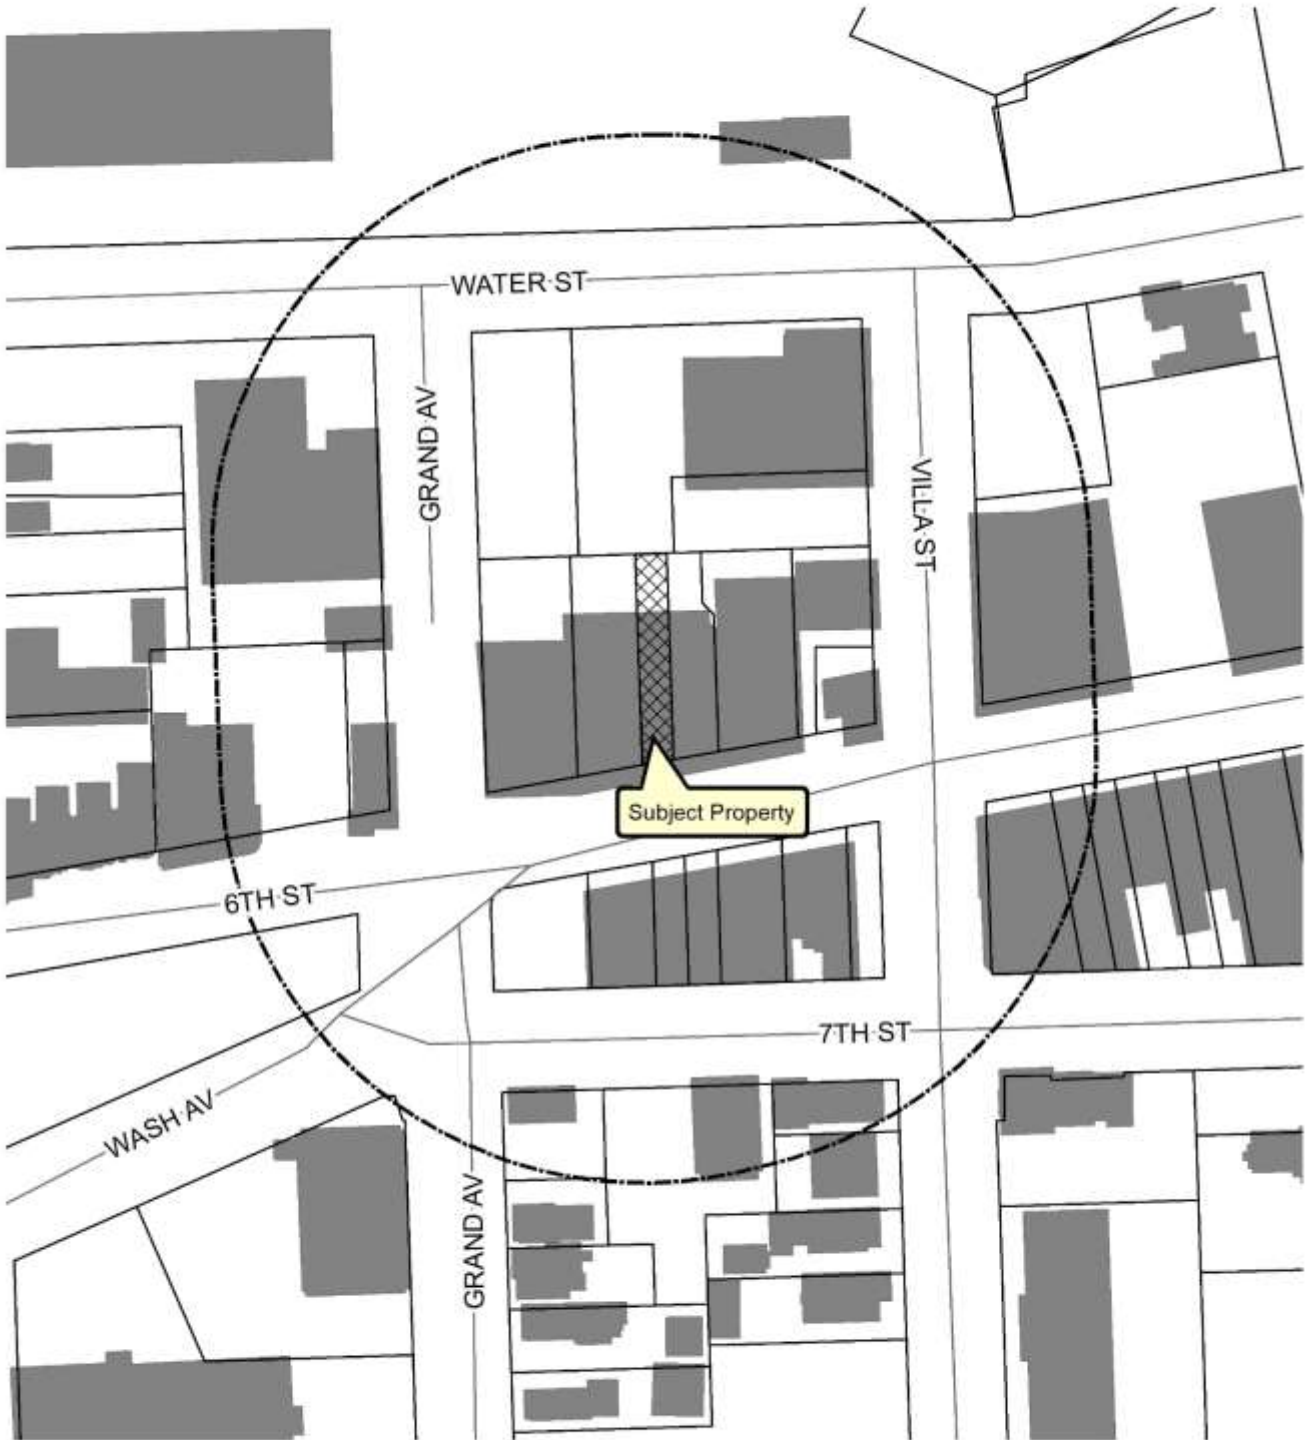 WATER ST
GRAND AV
VILLA ST
Subject Property
6TH ST
7TH ST
WASH AV
GRAND AV